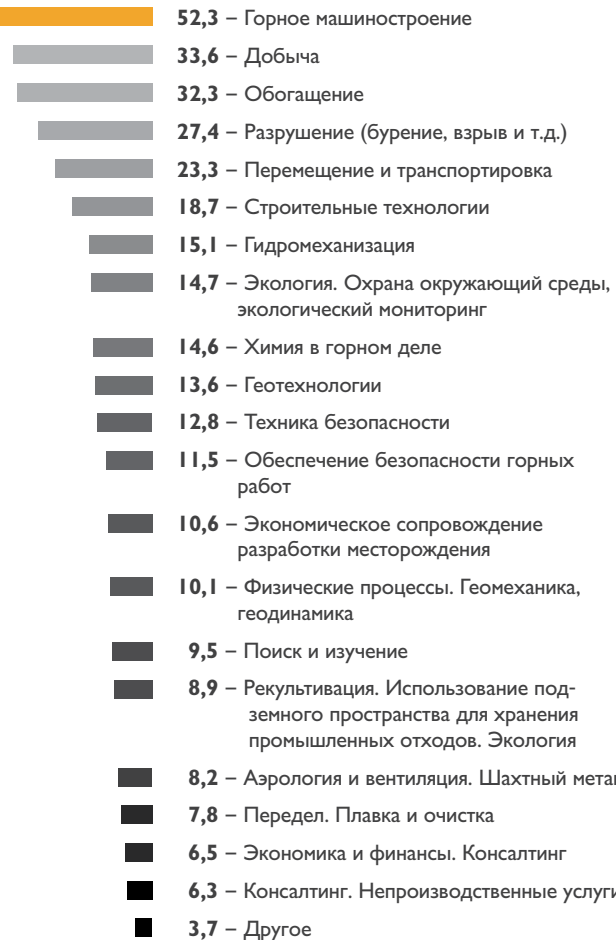 52,3 – Горное машиностроение
33,6 – Добыча
32,3 – Обогащение
27,4 – Разрушение (бурение, взрыв и т.д.)
23,3 – Перемещение и транспортировка
18,7 – Строительные технологии
15,1 – Гидромеханизация
14,7 – Экология. Охрана окружающий среды,
экологический мониторинг
14,6 – Химия в горном деле
13,6 – Геотехнологии
12,8 – Техника безопасности
11,5 – Обеспечение безопасности горных
работ
10,6 – Экономическое сопровождение
разработки месторождения
10,1 – Физические процессы. Геомеханика,
геодинамика
9,5 – Поиск и изучение
8,9 – Рекультивация. Использование под-
земного пространства для хранения
промышленных отходов. Экология
8,2 – Аэрология и вентиляция. Шахтный
7,8 – Передел. Плавка и очистка
6,5 – Экономика и финансы. Консалтинг
6,3 – Консалтинг. Непроизводственные услуги
3,7 – Другое